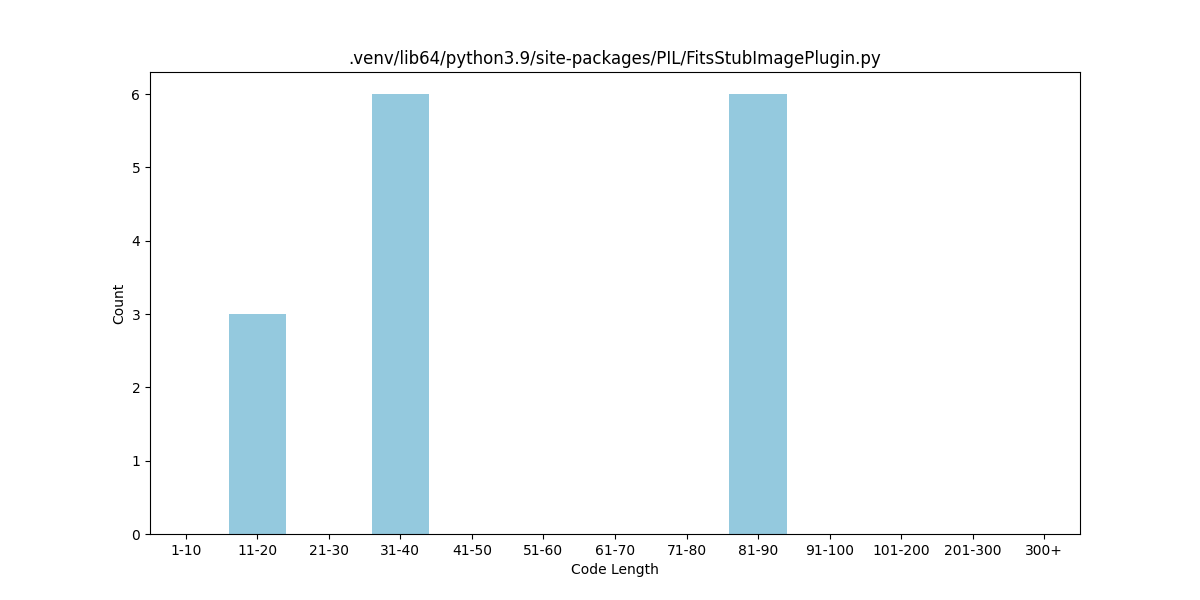 .venv/lib64/python3.9/site-packages/PIL/FitsStubImagePlugin.py
6
5
4
3
2
1
0
Count
1-10 11-20 21-30 31-40 41-50 51-60 61-70 71-80 81-90 91-100 101-200 201-300 300+
Code Length